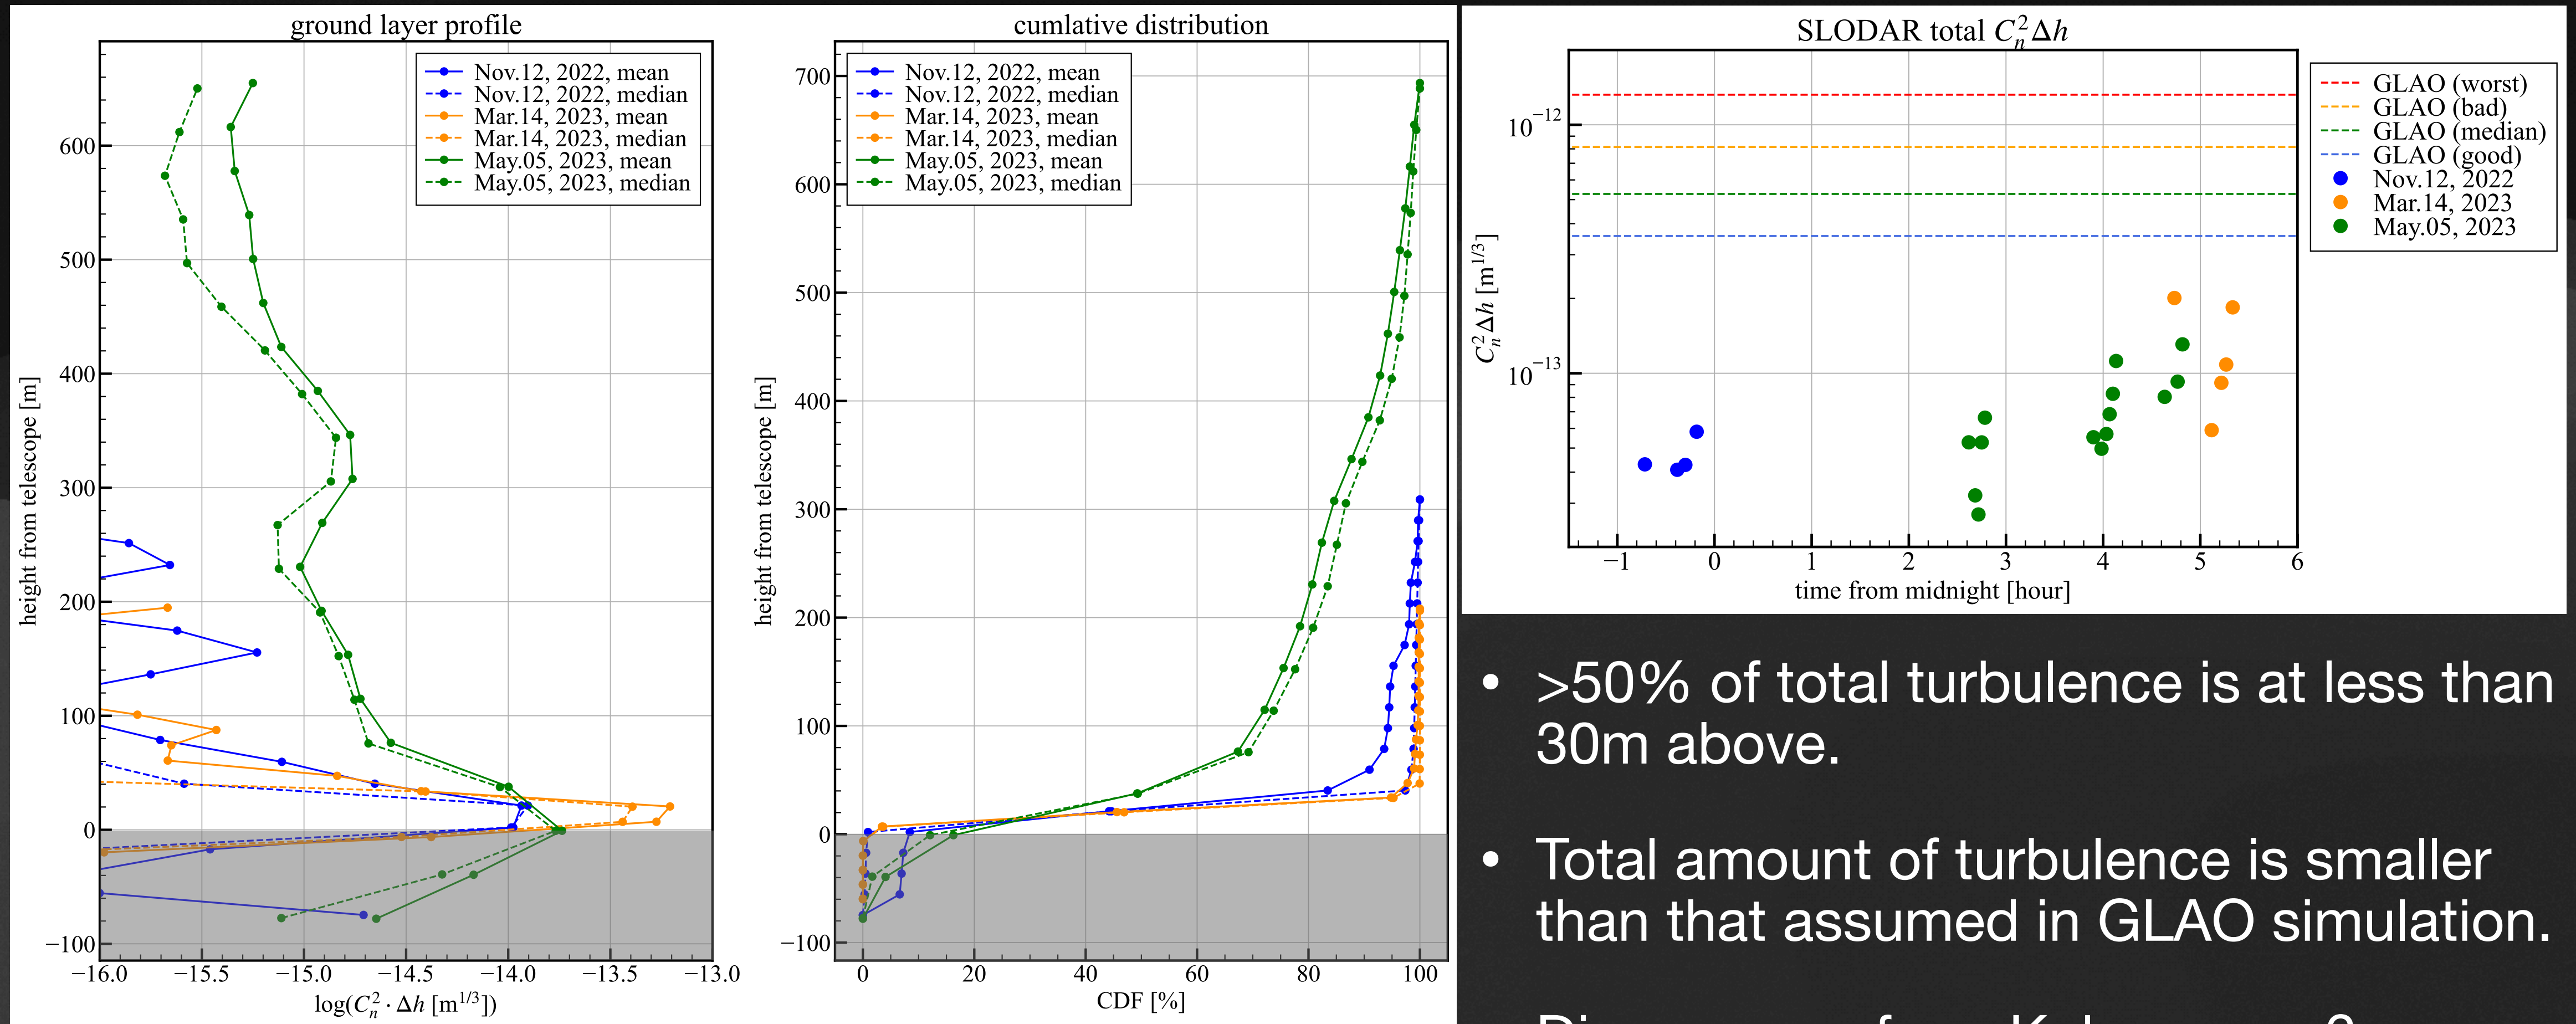 ground layer profile
Nov.12, 2022, mean
Nov.12, 2022, median
Mar.14, 2023, mean
Mar.14, 2023, median
May.05, 2023, mean
May.05, 2023, median
height from telescope [m]
600
500
400
300
200
100
0
−100
−16.0 −15.5 −15.0 −14.5 −14.0 −13.5 −13.0
log(C_n^2 · Δh [m^{1/3}])
cumlative distribution
Nov.12, 2022, mean
Nov.12, 2022, median
Mar.14, 2023, mean
Mar.14, 2023, median
May.05, 2023, mean
May.05, 2023, median
height from telescope [m]
700
600
500
400
300
200
100
0
−100
0 20 40 60 80 100
CDF [%]
SLODAR total C_n^2Δh
GLAO (worst)
GLAO (bad)
GLAO (median)
GLAO (good)
Nov.12, 2022
Mar.14, 2023
May.05, 2023
C_n^2Δh [m^{1/3}]
10^{−12}
10^{−13}
−1 0 1 2 3 4 5 6
time from midnight [hour]
• >50% of total turbulence is at less than
30m above.
• Total amount of turbulence is smaller
than that assumed in GLAO simulation.